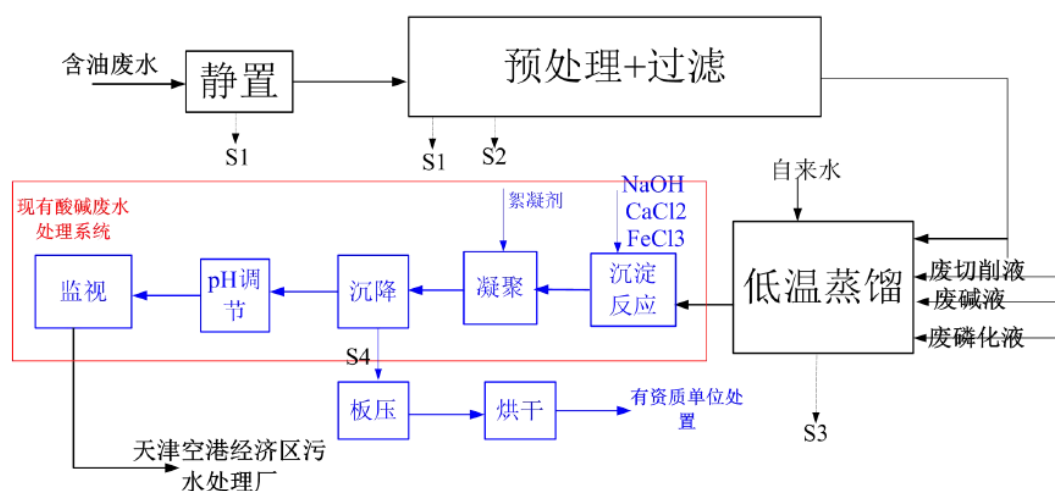 含油废水
静置
预处理+过滤
S1
S1
S2
自来水
现有酸碱废水
处理系统
絮凝剂
NaOH
CaCl2
FeCl3
监视
pH调
节
沉降
凝聚
沉淀
反应
低温蒸馏
废切削液
废碱液
废磷化液
S4
板压
烘干
有资质单位处
置
S3
天津空港经济区污
水处理厂